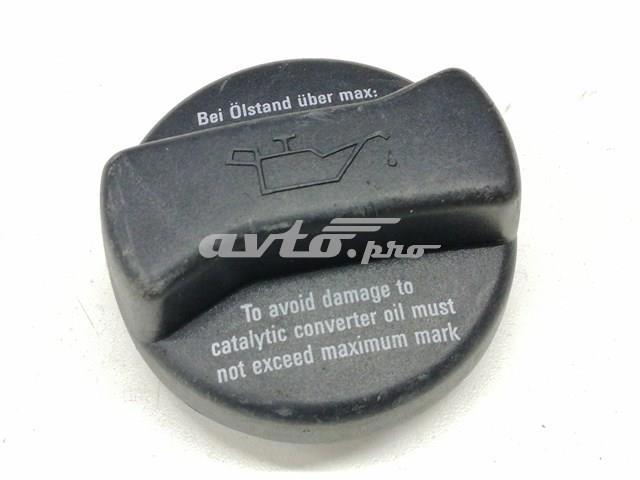 Bei Ölstand über max:
avto.pro
To avoid damage to
catalytic converter oil must
not exceed maximum mark